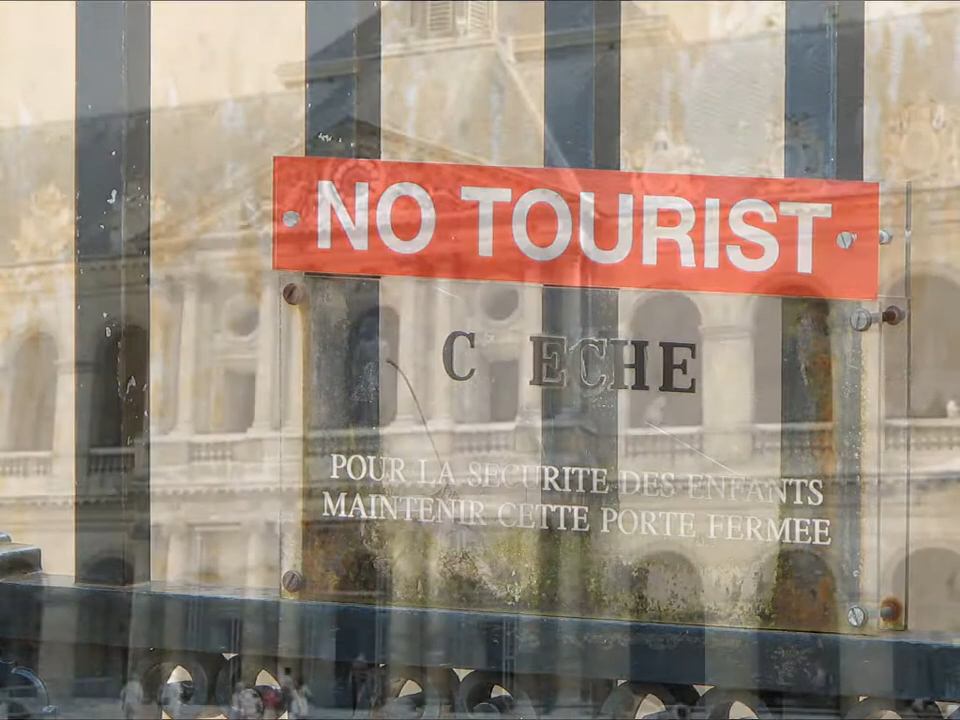 NO TOURIST
C ECHE
POUR LA SECURITE DES ENFANTS
MAINTENIR CETTE PORTE FERMEE